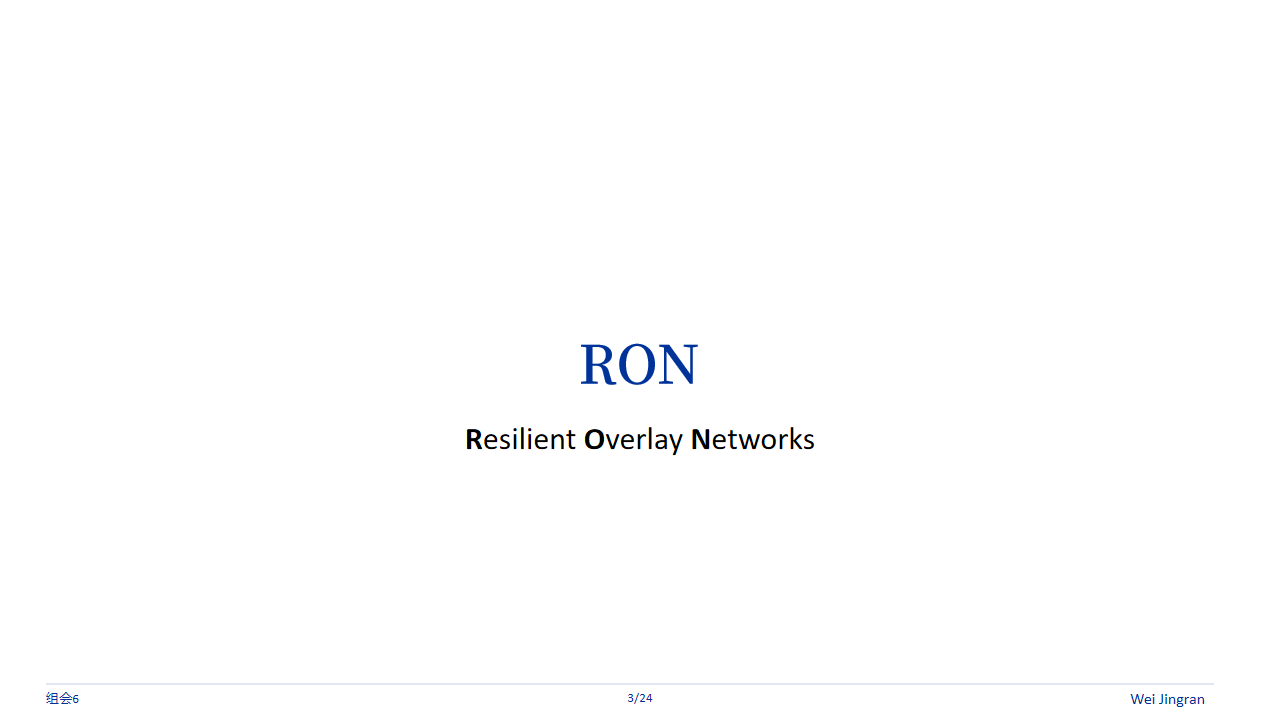 RON
Resilient Overlay Networks
组会6
3/24
Wei Jingran